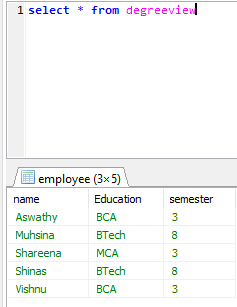 1 select * from degreeview
employee (3×5)
name Education semester
Aswathy BCA 3
Muhsina BTech 8
Shareena MCA 3
Shinas BTech 8
Vishnu BCA 3